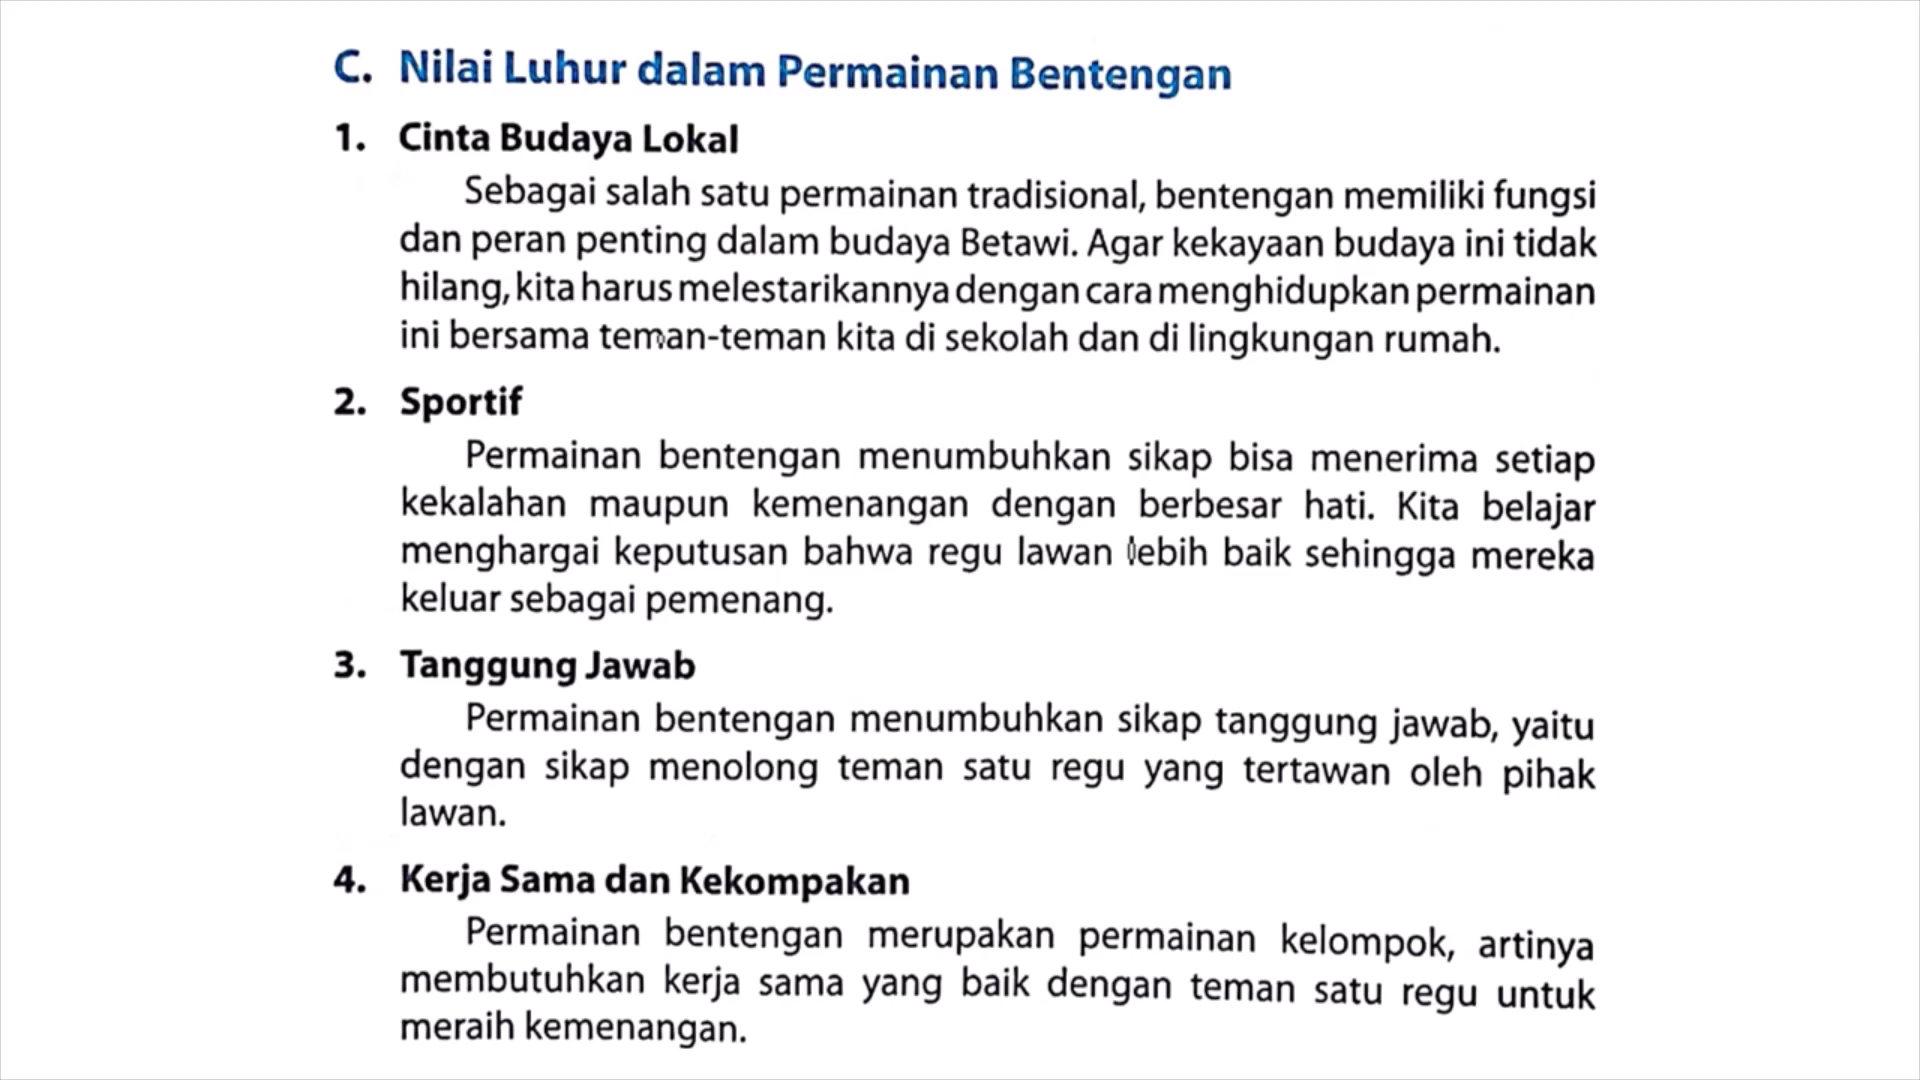 C. Nilai Luhur dalam Permainan Bentengan
1. Cinta Budaya Lokal
Sebagai salah satu permainan tradisional, bentengan memiliki fungsi
dan peran penting dalam budaya Betawi. Agar kekayaan budaya ini tidak
hilang, kita harus melestarikannya dengan cara menghidupkan permainan
ini bersama teman-teman kita di sekolah dan di lingkungan rumah.
2. Sportif
Permainan bentengan menumbuhkan sikap bisa menerima setiap
kekalahan maupun kemenangan dengan berbesar hati. Kita belajar
menghargai keputusan bahwa regu lawan lebih baik sehingga mereka
keluar sebagai pemenang.
3. Tanggung Jawab
Permainan bentengan menumbuhkan sikap tanggung jawab, yaitu
dengan sikap menolong teman satu regu yang tertawan oleh pihak
lawan.
4. Kerja Sama dan Kekompakan
Permainan bentengan merupakan permainan kelompok, artinya
membutuhkan kerja sama yang baik dengan teman satu regu untuk
meraih kemenangan.